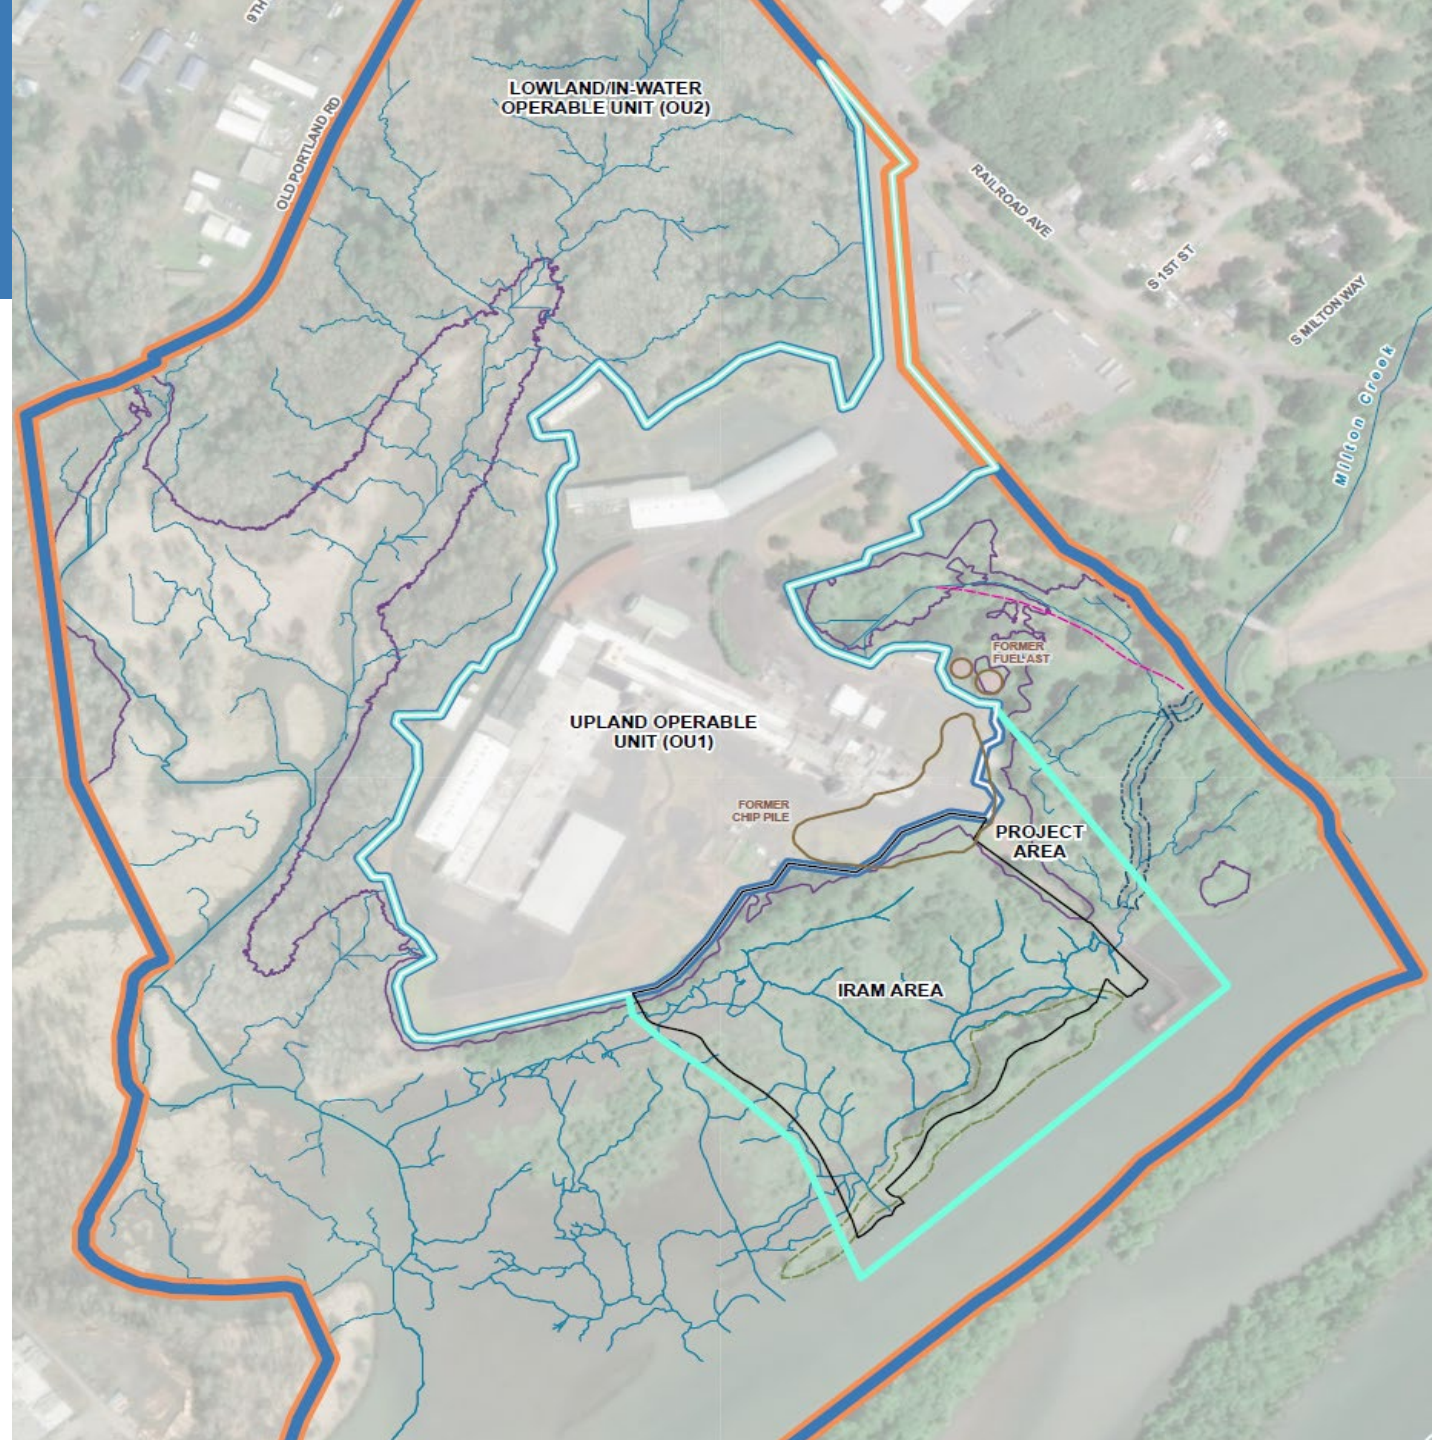 9TH
LOWLAND/IN-WATER
OPERABLE UNIT (OU2)
OLD PORTLAND RD
RAILROAD AVE
S 1ST ST
S MILTON WAY
Milton Creek
FORMER
FUEL AST
UPLAND OPERABLE
UNIT (OU1)
FORMER
CHIP PILE
PROJECT
AREA
IRAM AREA